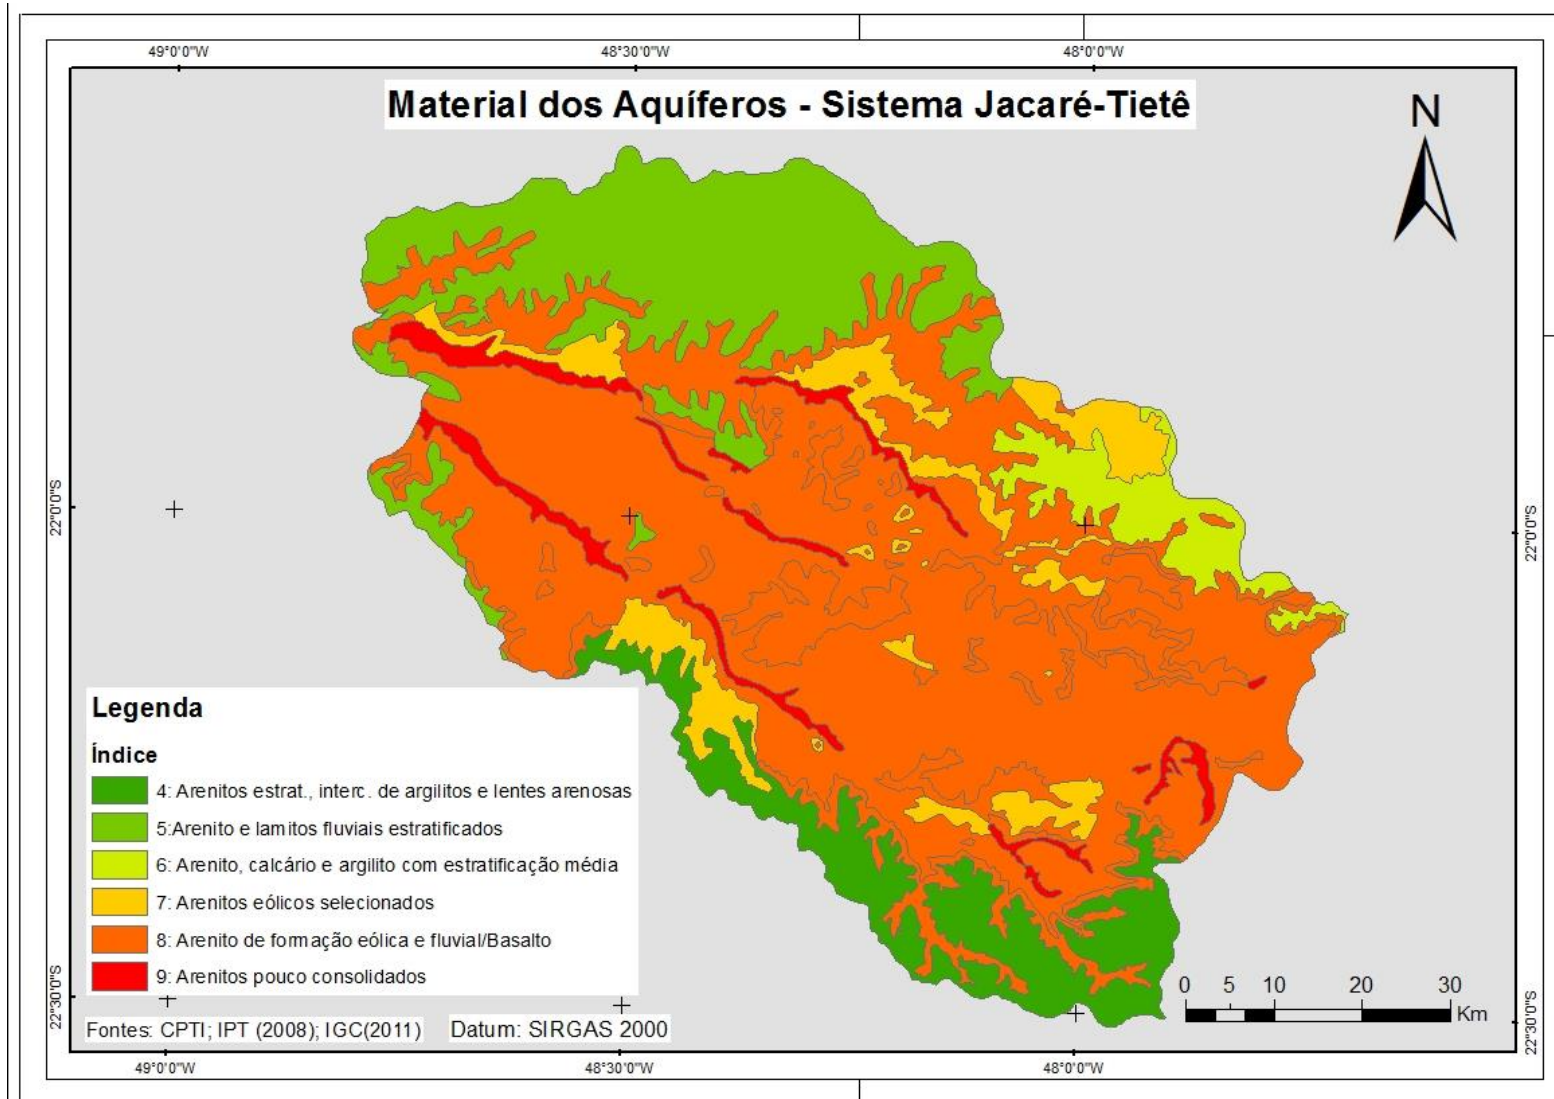 49°0'0"W 48°30'0"W 48°0'0"W
Material dos Aquíferos - Sistema Jacaré-Tietê
N
22°0'0"S 22°0'0"S
Legenda
Índice
4: Arenitos estrat., interc. de argilitos e lentes arenosas
5:Arenito e lamitos fluviais estratificados
6: Arenito, calcário e argilito com estratificação média
7: Arenitos eólicos selecionados
8: Arenito de formação eólica e fluvial/Basalto
9: Arenitos pouco consolidados
0 5 10 20 30
Km
22°30'0"S 22°30'0"S
Fontes: CPTI; IPT (2008); IGC(2011) Datum: SIRGAS 2000
49°0'0"W 48°30'0"W 48°0'0"W